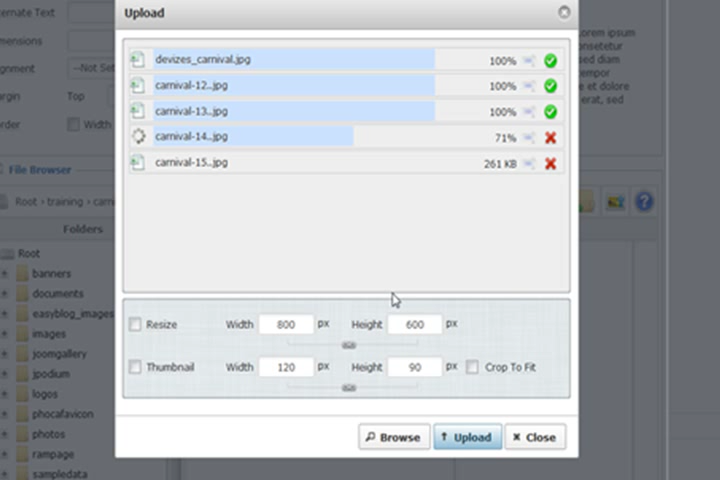 Upload
ternate Text
mensions
gnment
--Not Set
argin
Top
order
Width
File Browser
Root › training › carni
Folders
Root
banners
documents
easyblog_images
images
joomgallery
jpodium
logos
phocafavicon
photos
rampage
sampledata
devizes_carnival.jpg 100%
carnival-12..jpg 100%
carnival-13..jpg 100%
carnival-14..jpg 71%
carnival-15..jpg 261 KB
Resize Width 800 px Height 600 px
Thumbnail Width 120 px Height 90 px Crop To Fit
Browse Upload Close
orem ipsum
onsetetur
sed diam
tempor
e et dolore
erat, sed